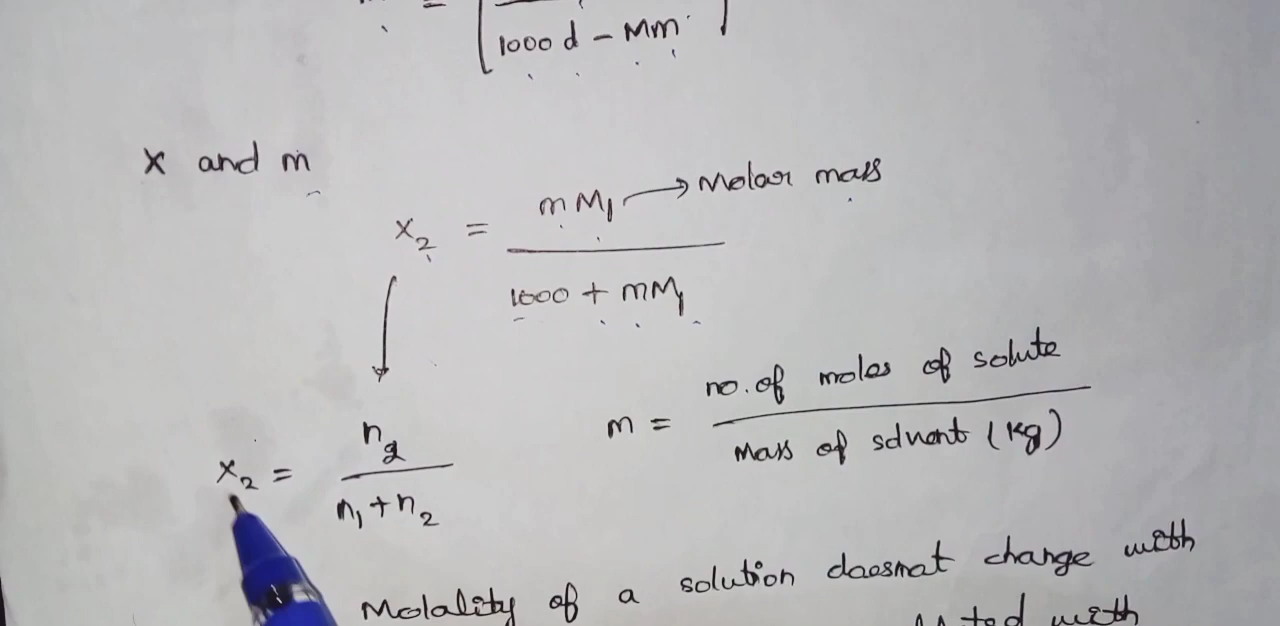 =
1000 d - Mm
x and m
x₂ = mM₁ → Molar mass
1000 + mM₁
x₂ = n₂
n₁ + n₂
m = no. of moles of solute
mass of solvent (kg)
Molality of a solution doesnot change with
with